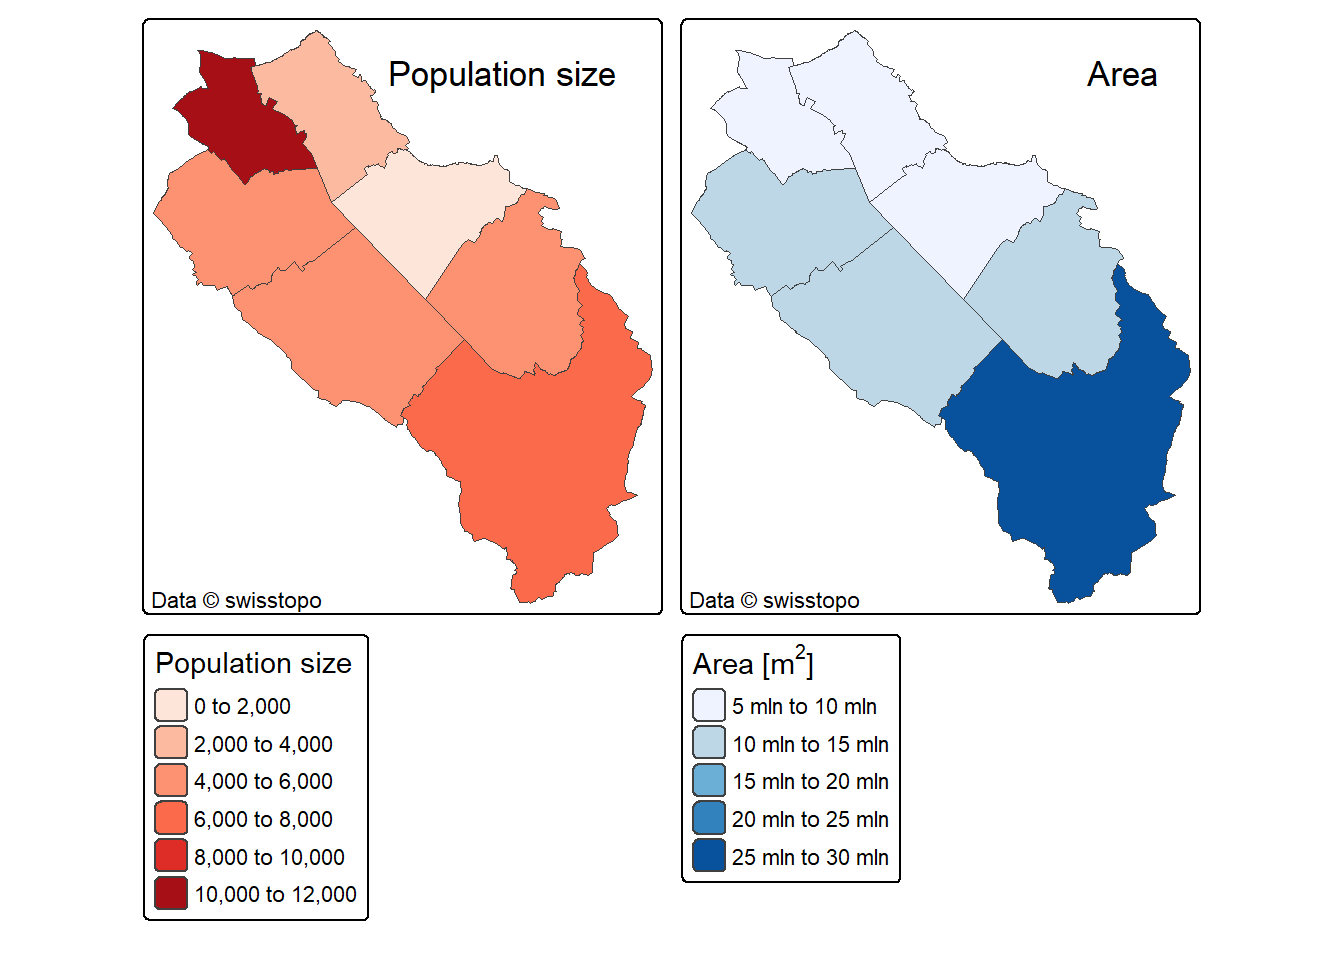 Population size
Area
Data © swisstopo
Data © swisstopo
Population size
0 to 2,000
2,000 to 4,000
4,000 to 6,000
6,000 to 8,000
8,000 to 10,000
10,000 to 12,000
Area [m²]
5 mln to 10 mln
10 mln to 15 mln
15 mln to 20 mln
20 mln to 25 mln
25 mln to 30 mln